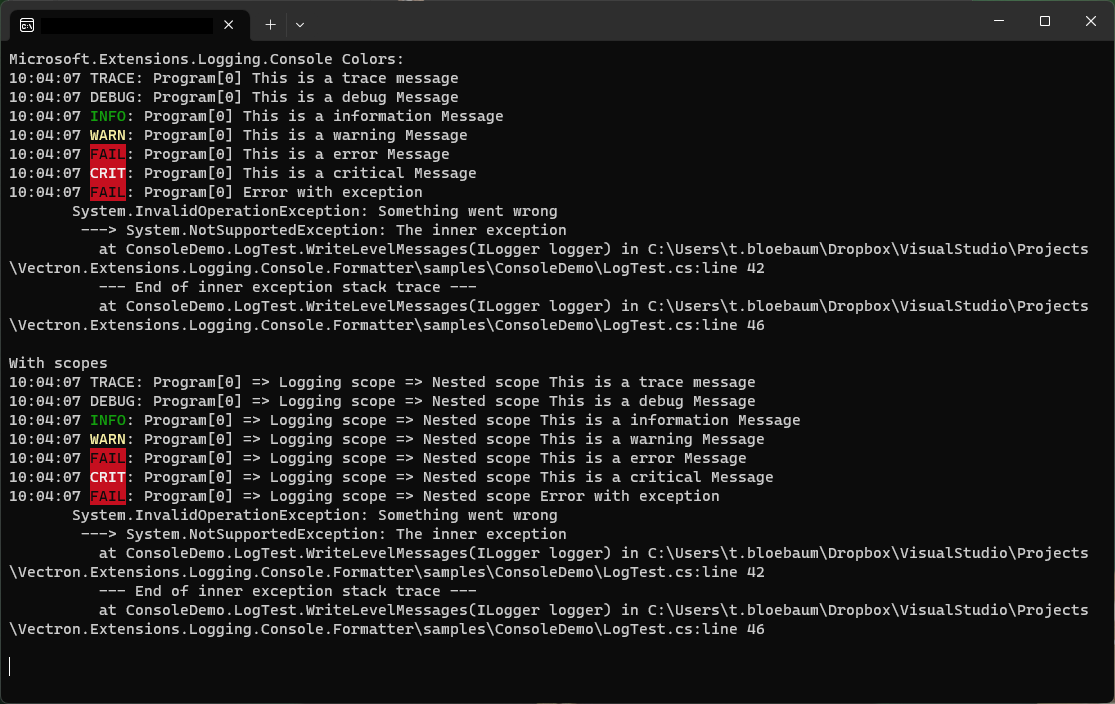 Microsoft.Extensions.Logging.Console Colors:
10:04:07 TRACE: Program[0] This is a trace message
10:04:07 DEBUG: Program[0] This is a debug Message
10:04:07 INFO: Program[0] This is a information Message
10:04:07 WARN: Program[0] This is a warning Message
10:04:07 FAIL: Program[0] This is a error Message
10:04:07 CRIT: Program[0] This is a critical Message
10:04:07 FAIL: Program[0] Error with exception
System.InvalidOperationException: Something went wrong
---> System.NotSupportedException: The inner exception
at ConsoleDemo.LogTest.WriteLevelMessages(ILogger logger) in C:\Users\t.bloebaum\Dropbox\VisualStudio\Projects
\Vectron.Extensions.Logging.Console.Formatter\samples\ConsoleDemo\LogTest.cs:line 42
--- End of inner exception stack trace ---
at ConsoleDemo.LogTest.WriteLevelMessages(ILogger logger) in C:\Users\t.bloebaum\Dropbox\VisualStudio\Projects
\Vectron.Extensions.Logging.Console.Formatter\samples\ConsoleDemo\LogTest.cs:line 46
With scopes
10:04:07 TRACE: Program[0] => Logging scope => Nested scope This is a trace message
10:04:07 DEBUG: Program[0] => Logging scope => Nested scope This is a debug Message
10:04:07 INFO: Program[0] => Logging scope => Nested scope This is a information Message
10:04:07 WARN: Program[0] => Logging scope => Nested scope This is a warning Message
10:04:07 FAIL: Program[0] => Logging scope => Nested scope This is a error Message
10:04:07 CRIT: Program[0] => Logging scope => Nested scope This is a critical Message
10:04:07 FAIL: Program[0] => Logging scope => Nested scope Error with exception
System.InvalidOperationException: Something went wrong
---> System.NotSupportedException: The inner exception
at ConsoleDemo.LogTest.WriteLevelMessages(ILogger logger) in C:\Users\t.bloebaum\Dropbox\VisualStudio\Projects
\Vectron.Extensions.Logging.Console.Formatter\samples\ConsoleDemo\LogTest.cs:line 42
--- End of inner exception stack trace ---
at ConsoleDemo.LogTest.WriteLevelMessages(ILogger logger) in C:\Users\t.bloebaum\Dropbox\VisualStudio\Projects
\Vectron.Extensions.Logging.Console.Formatter\samples\ConsoleDemo\LogTest.cs:line 46